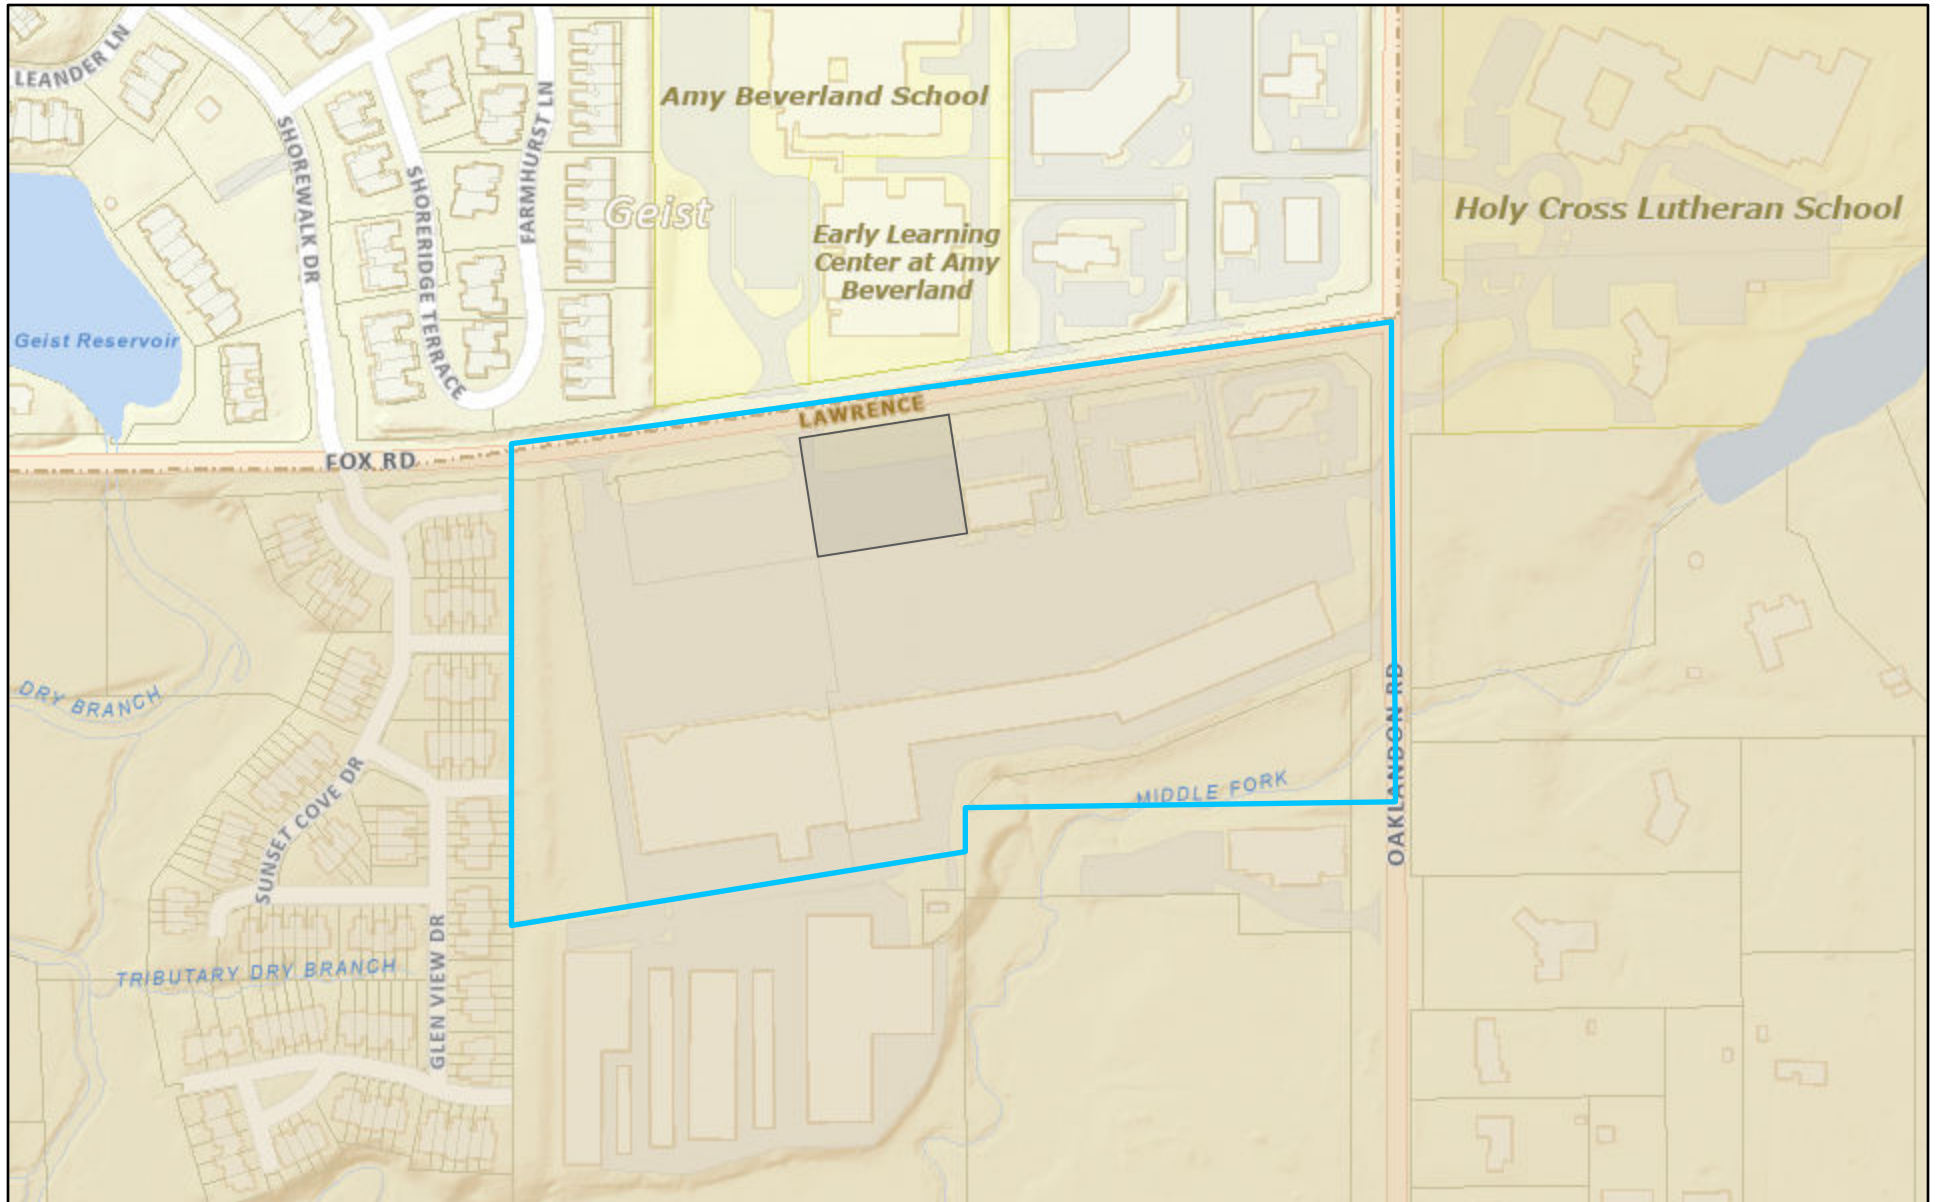 LEANDER LN
SHOREWALK DR
SHORERIDGE TERRACE
FARMHURST LN
Amy Beverland School
Geist
Early Learning
Center at Amy
Beverland
Holy Cross Lutheran School
Geist Reservoir
LAWRENCE
FOX RD
DRY BRANCH
OAKLANDON RD
MIDDLE FORK
SUNSET COVE DR
GLEN VIEW DR
TRIBUTARY DRY BRANCH